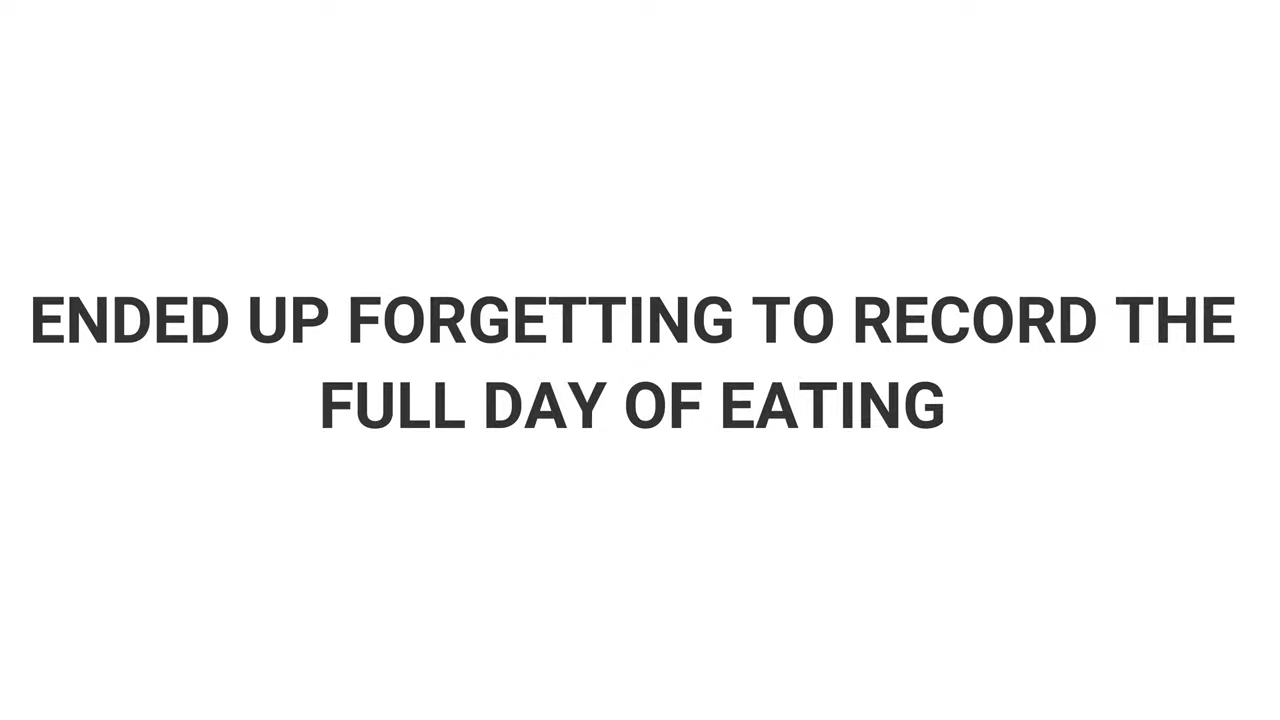 ENDED UP FORGETTING TO RECORD THE
FULL DAY OF EATING